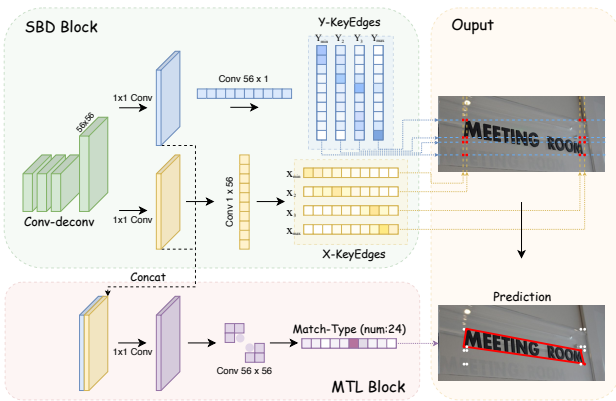 SBD Block
Y-KeyEdges
Ouput
Ymin Y2 Y3 Ymax
56x56
1x1 Conv
Conv 56 x 1
MEETING ROOM
Conv-deconv
1x1 Conv
Conv 1 x 56
Xmin
X2
X3
Xmax
X-KeyEdges
Concat
Prediction
Match-Type (num:24)
1x1 Conv
Conv 56 x 56
MEETING ROOM
MTL Block